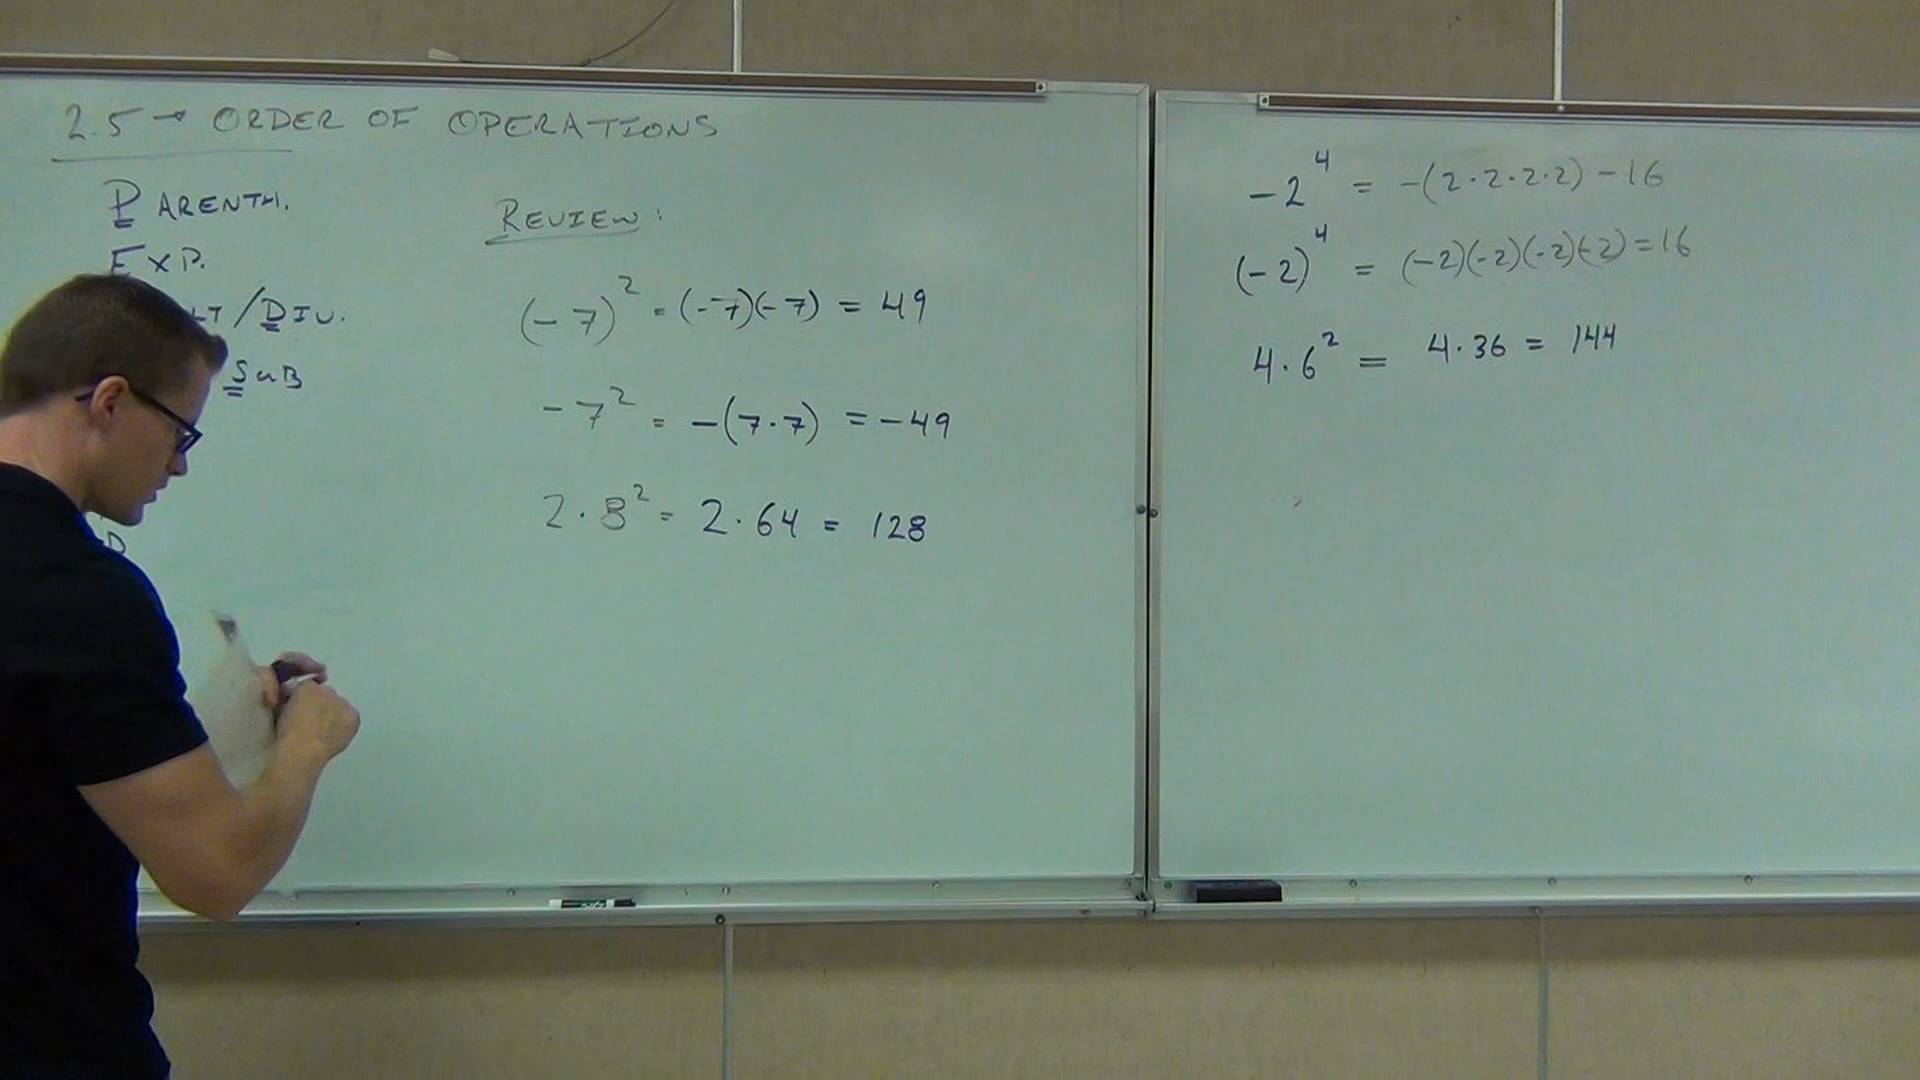 2.5 → ORDER OF OPERATIONS
PARENTH.
EXP.
LT/DIV.
SUB
D
REVIEW:
(-7)² = (-7)(-7) = 49
-7² = -(7·7) = -49
2·8² = 2·64 = 128
-2⁴ = -(2·2·2·2) -16
(-2)⁴ = (-2)(-2)(-2)(-2) = 16
4·6² = 4·36 = 144